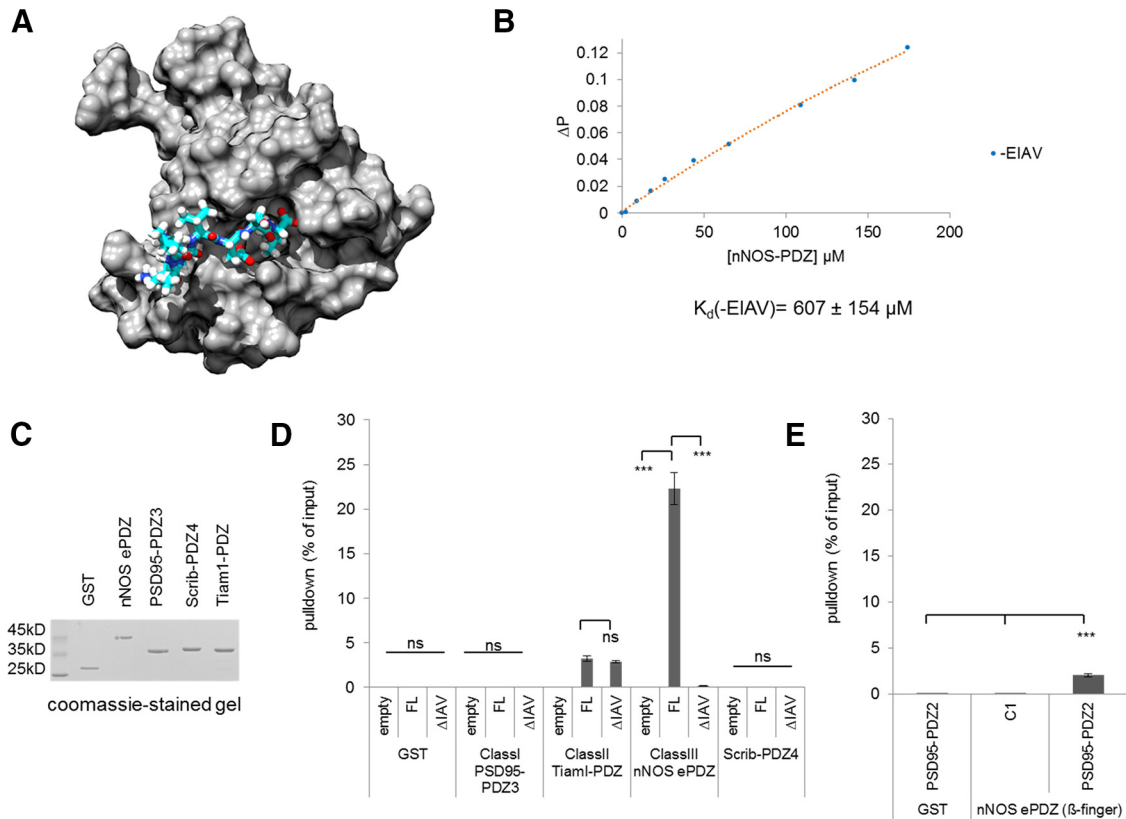 A
B
0.12
0.1
0.08
0.06
0.04
0.02
0
ΔP
0 50 100 150 200
[nNOS-PDZ] µM
-EIAV
Kd(-EIAV)= 607 ± 154 µM
C
GST
nNOS ePDZ
PSD95-PDZ3
Scrib-PDZ4
Tiam1-PDZ
45kD
35kD
25kD
coomassie-stained gel
D
pulldown (% of input)
30
25
20
15
10
5
0
ns
ns
ns
***
***
ns
empty FL ΔIAV empty FL ΔIAV empty FL ΔIAV empty FL ΔIAV empty FL ΔIAV
GST
ClassI
PSD95-
PDZ3
ClassII
TiamI-PDZ
ClassIII
nNOS ePDZ
Scrib-PDZ4
E
pulldown (% of input)
30
25
20
15
10
5
0
***
PSD95-PDZ2
C1
PSD95-PDZ2
GST
nNOS ePDZ (ß-finger)